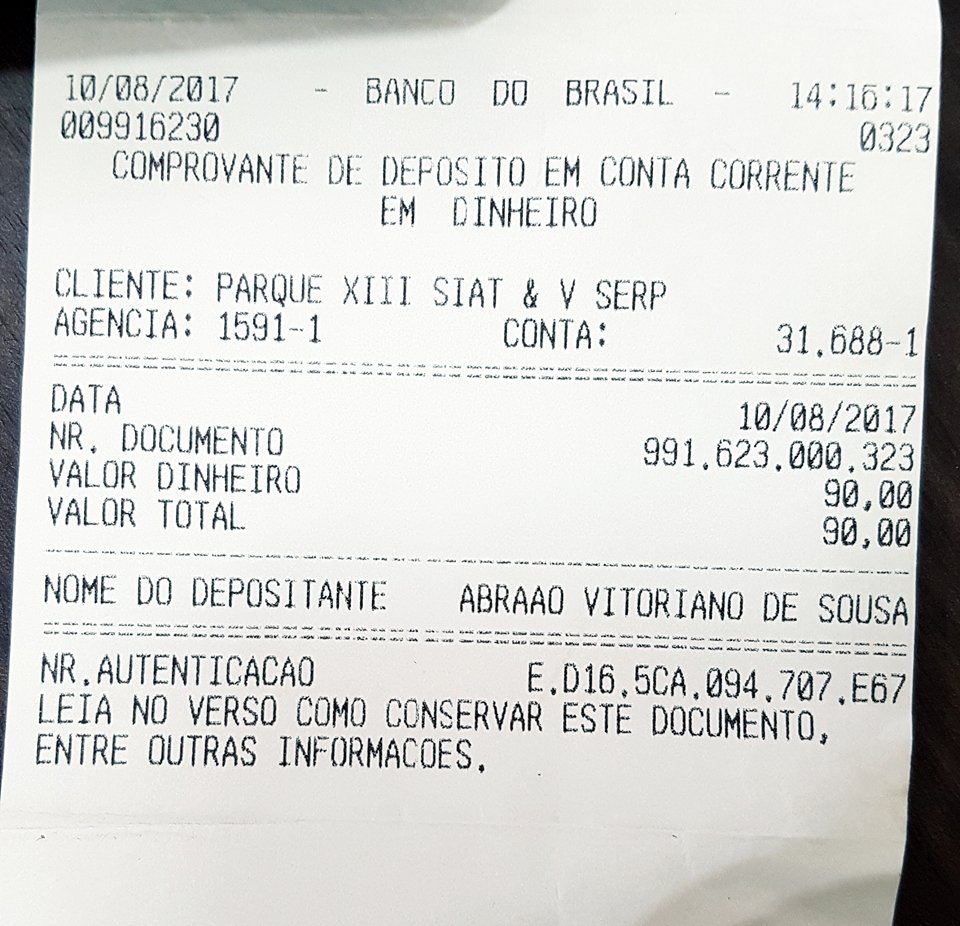 10/08/2017 - BANCO DO BRASIL - 14:16:17
009916230 0323
COMPROVANTE DE DEPOSITO EM CONTA CORRENTE
EM DINHEIRO
CLIENTE: PARQUE XIII SIAT & V SERP
AGENCIA: 1591-1 CONTA: 31.688-1
DATA 10/08/2017
NR. DOCUMENTO 991.623.000.323
VALOR DINHEIRO 90,00
VALOR TOTAL 90,00
NOME DO DEPOSITANTE ABRAAO VITORIANO DE SOUSA
NR.AUTENTICACAO E.D16.5CA.094.707.E67
LEIA NO VERSO COMO CONSERVAR ESTE DOCUMENTO,
ENTRE OUTRAS INFORMACOES.